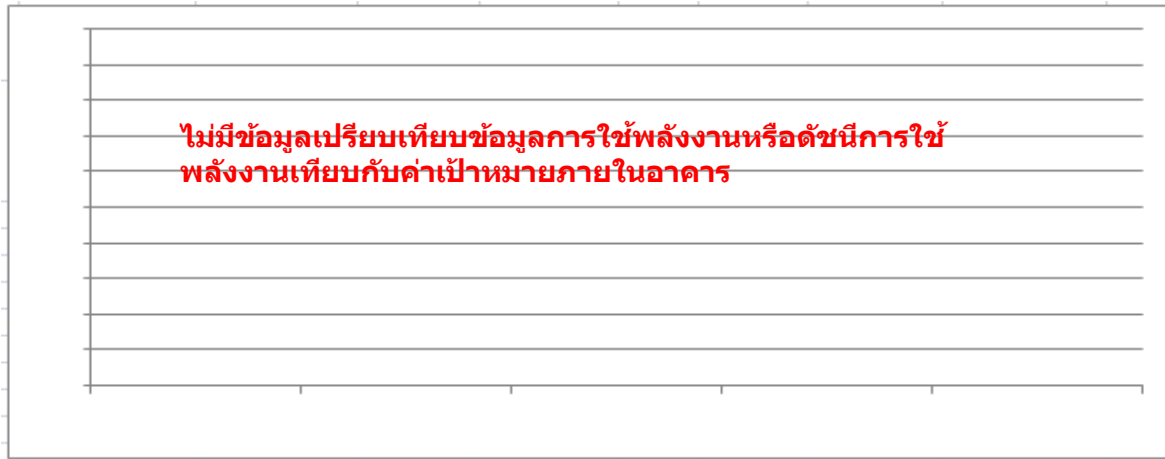 ไม่มีข้อมูลเปรียบเทียบข้อมูลการใช้พลังงานหรือดัชนีการใช้
พลังงานเทียบกับค่าเป้าหมายภายในอาคาร